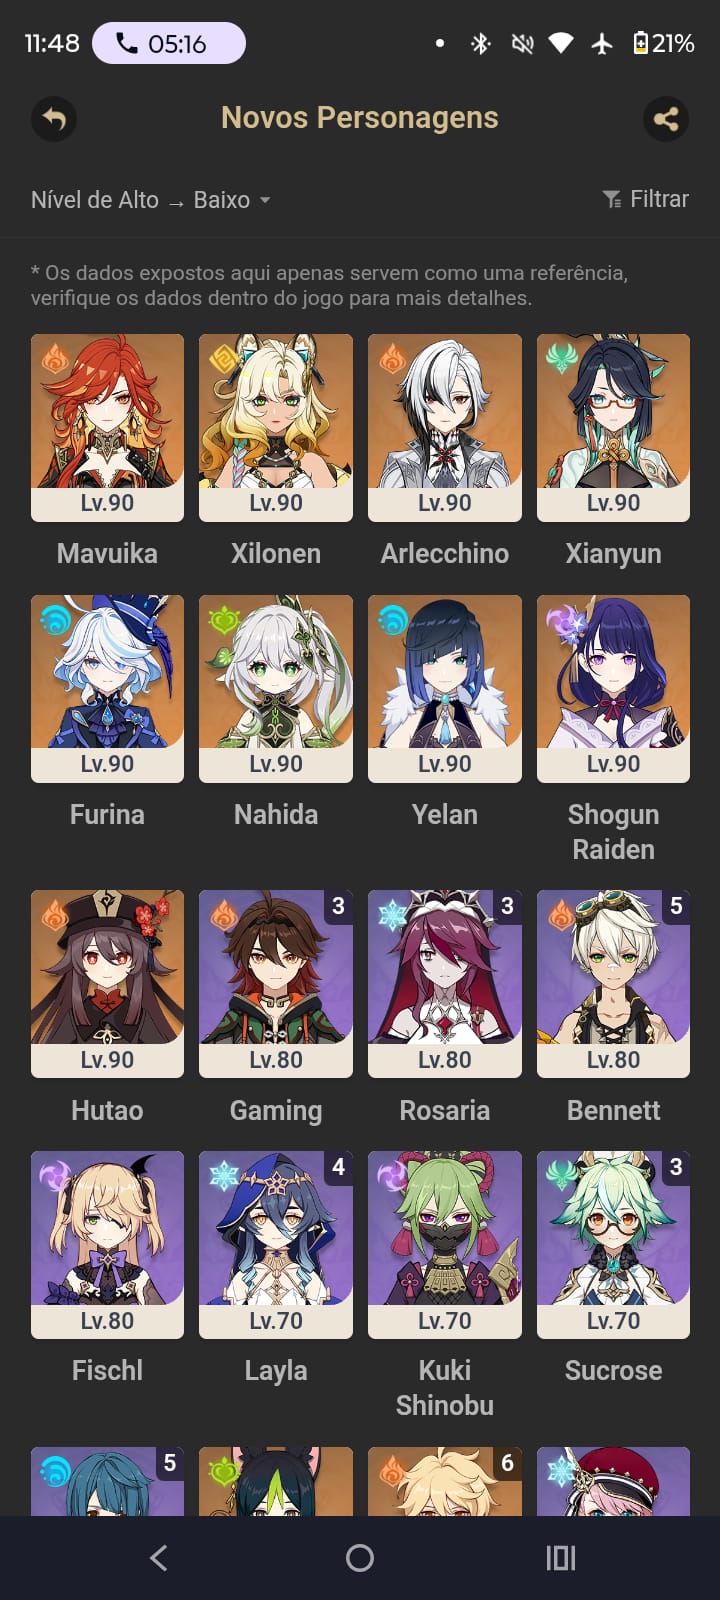 11:48 05:16 21%
Novos Personagens
Nível de Alto → Baixo Filtrar
* Os dados expostos aqui apenas servem como uma referência,
verifique os dados dentro do jogo para mais detalhes.
Lv.90 Lv.90 Lv.90 Lv.90
Mavuika Xilonen Arlecchino Xianyun
Lv.90 Lv.90 Lv.90 Lv.90
Furina Nahida Yelan Shogun
Raiden
3 3 5
Lv.90 Lv.80 Lv.80 Lv.80
Hutao Gaming Rosaria Bennett
4 3
Lv.80 Lv.70 Lv.70 Lv.70
Fischl Layla Kuki Sucrose
Shinobu
5 6